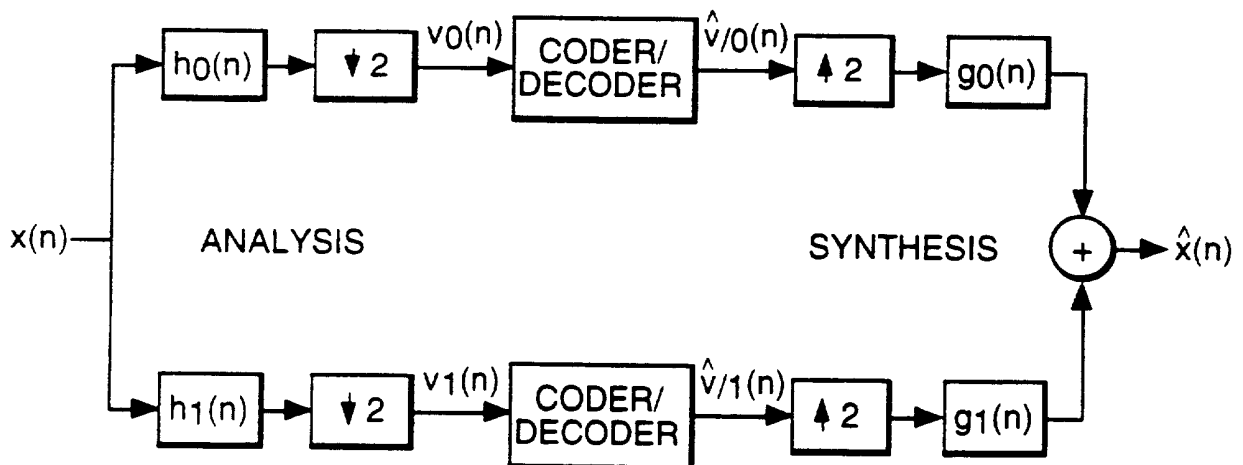 h0(n)
↓ 2
v0(n)
CODER/
DECODER
v̂/0(n)
↑ 2
g0(n)
x(n)
ANALYSIS
SYNTHESIS
+
x̂(n)
h1(n)
↓ 2
v1(n)
CODER/
DECODER
v̂/1(n)
↑ 2
g1(n)